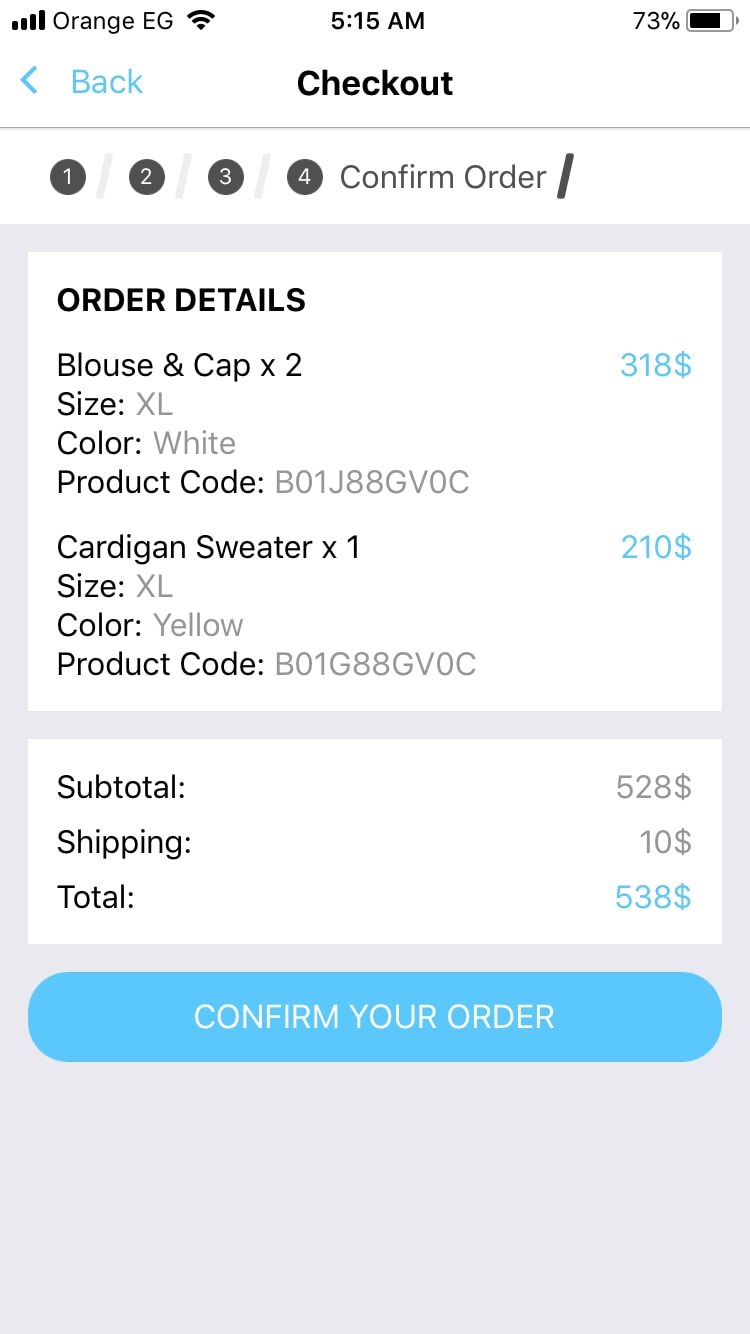 Orange EG 5:15 AM 73%
Back Checkout
1 2 3 4 Confirm Order
ORDER DETAILS
Blouse & Cap x 2 318$
Size: XL
Color: White
Product Code: B01J88GV0C
Cardigan Sweater x 1 210$
Size: XL
Color: Yellow
Product Code: B01G88GV0C
Subtotal: 528$
Shipping: 10$
Total: 538$
CONFIRM YOUR ORDER